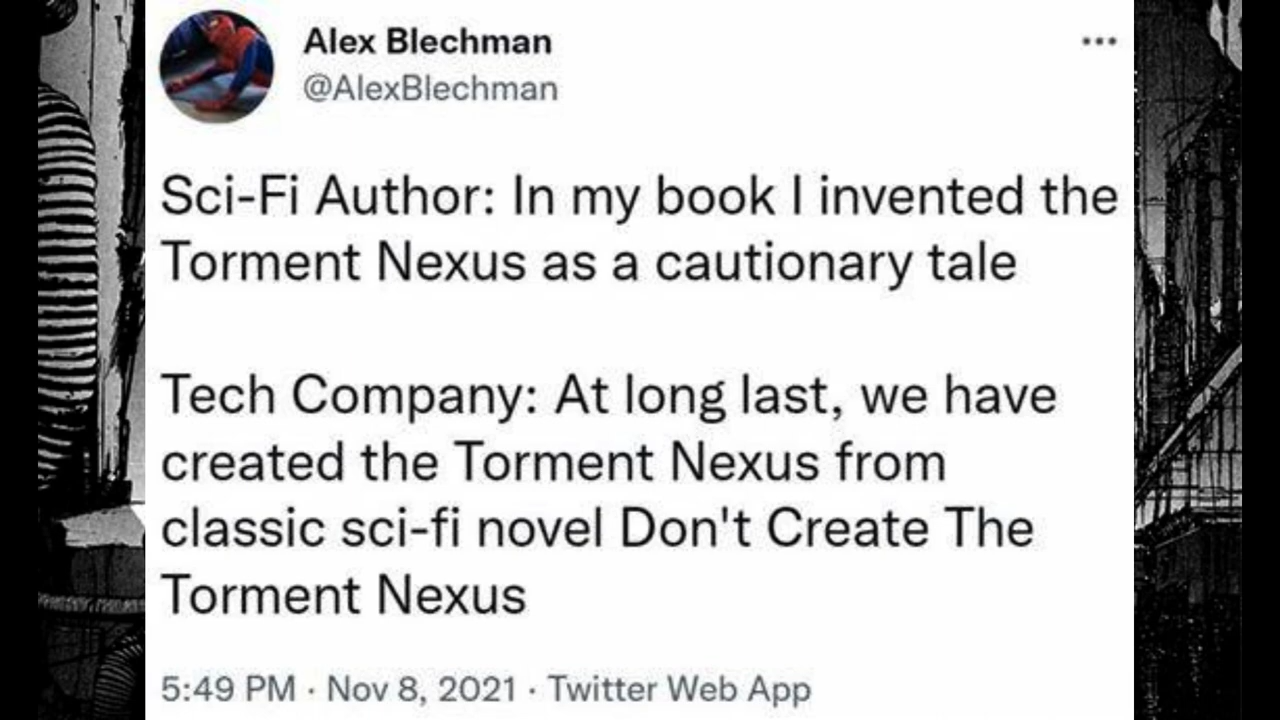 Alex Blechman
@AlexBlechman
Sci-Fi Author: In my book I invented the
Torment Nexus as a cautionary tale
Tech Company: At long last, we have
created the Torment Nexus from
classic sci-fi novel Don't Create The
Torment Nexus
5:49 PM · Nov 8, 2021 · Twitter Web App